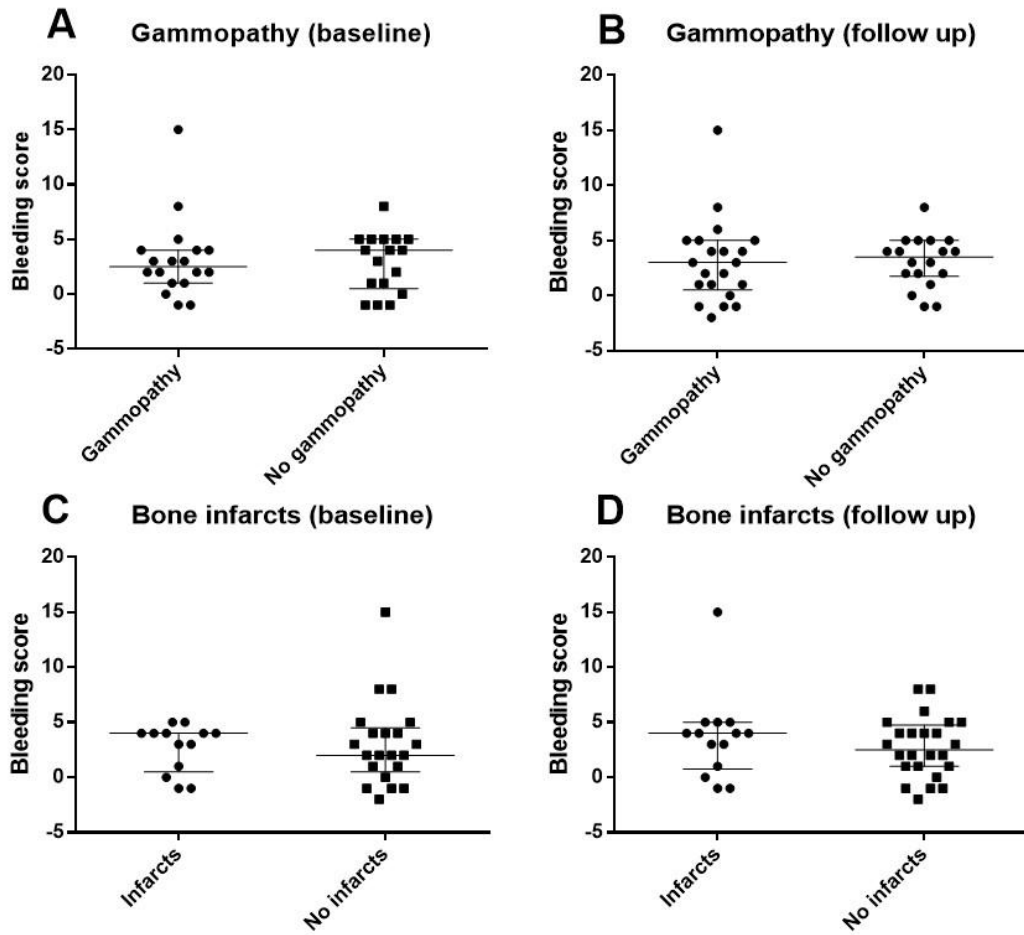 A Gammopathy (baseline)
Bleeding score
20
15
10
5
0
-5
Gammopathy
No gammopathy
B Gammopathy (follow up)
Bleeding score
20
15
10
5
0
-5
Gammopathy
No gammopathy
C Bone infarcts (baseline)
Bleeding score
20
15
10
5
0
-5
Infarcts
No infarcts
D Bone infarcts (follow up)
Bleeding score
20
15
10
5
0
-5
Infarcts
No infarcts